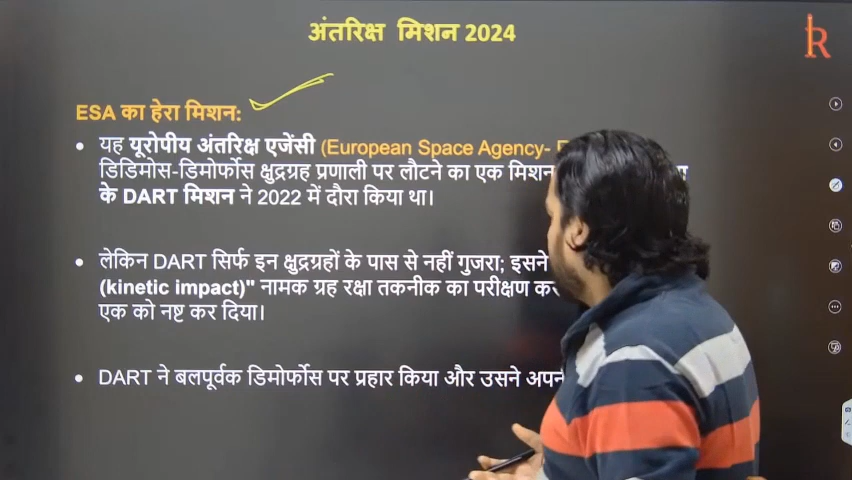 अंतरिक्ष मिशन 2024
R
ESA का हेरा मिशन:
• यह यूरोपीय अंतरिक्ष एजेंसी (European Space Agency-
डिडिमोस-डिमोर्फोस क्षुद्रग्रह प्रणाली पर लौटने का एक मिशन
के DART मिशन ने 2022 में दौरा किया था।
• लेकिन DART सिर्फ इन क्षुद्रग्रहों के पास से नहीं गुजरा; इसने
(kinetic impact)" नामक ग्रह रक्षा तकनीक का परीक्षण
एक को नष्ट कर दिया।
• DART ने बलपूर्वक डिमोर्फोस पर प्रहार किया और उसने